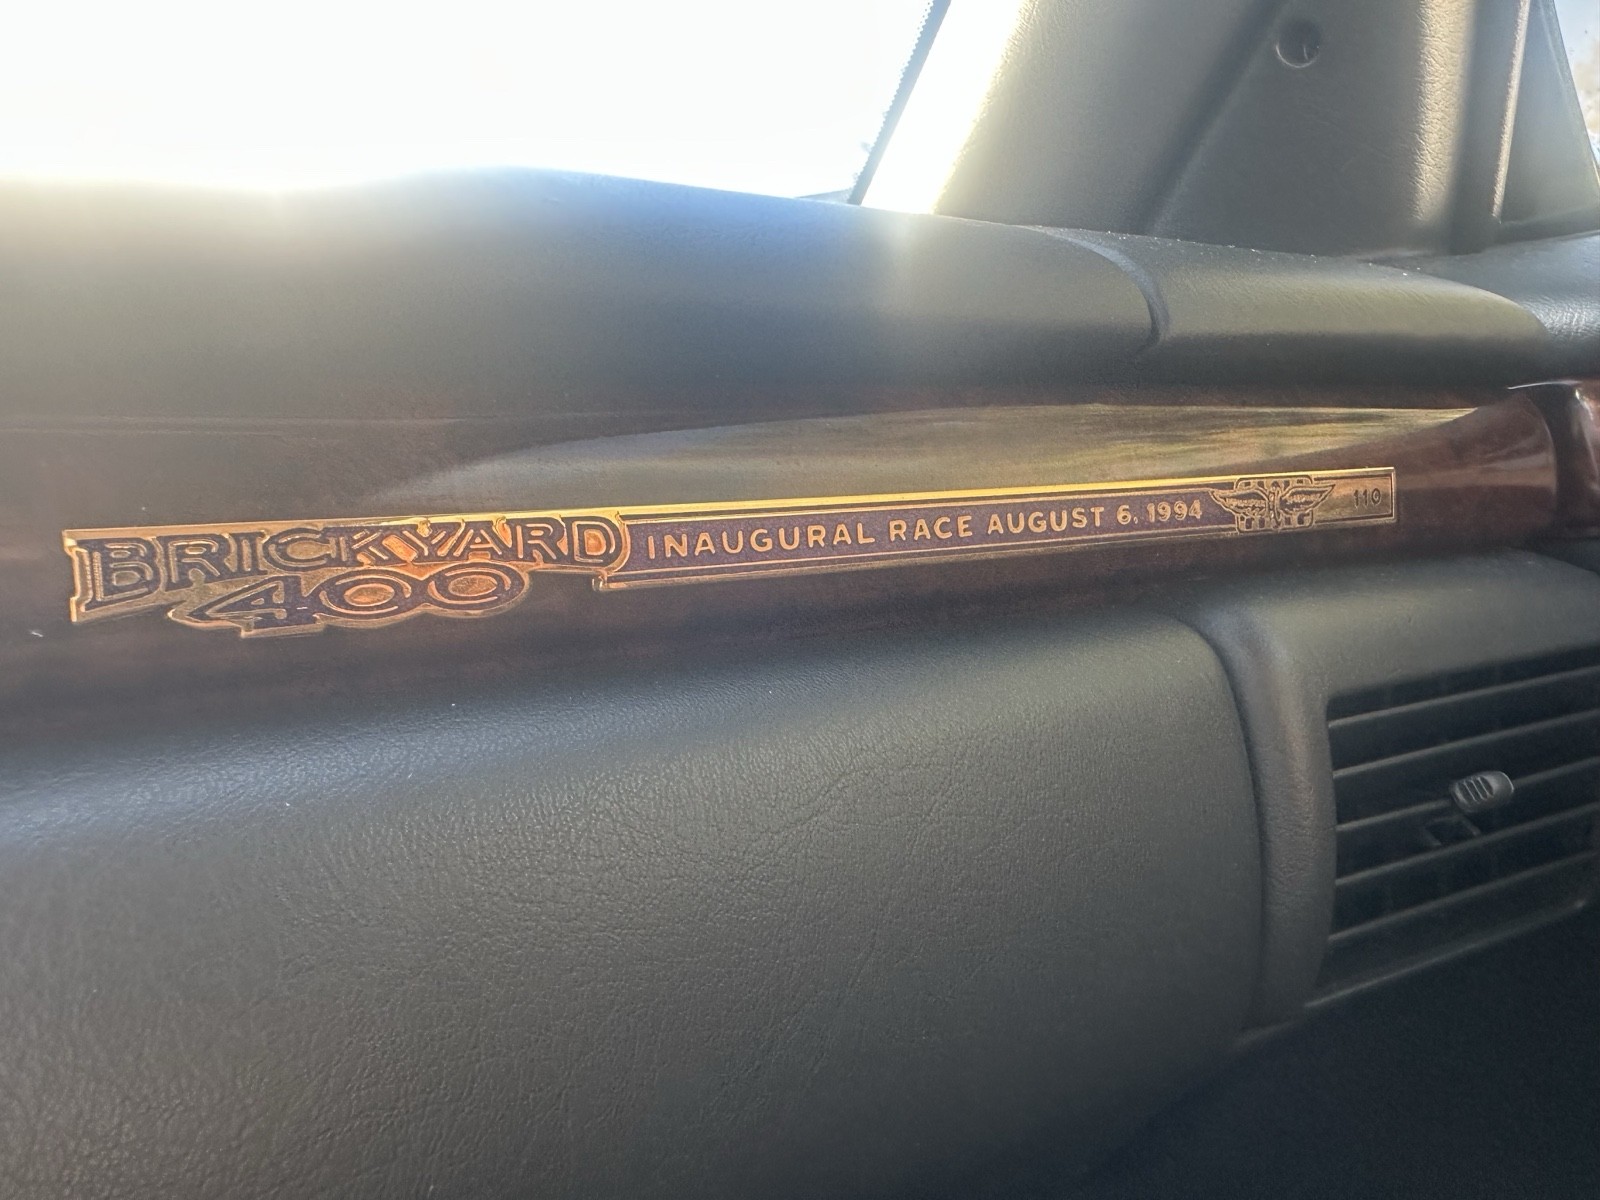 BRICKYARD
400
INAUGURAL RACE AUGUST 6, 1994
110